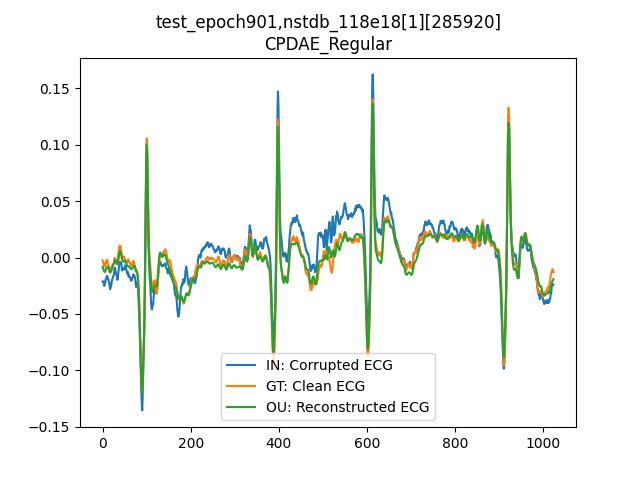 test_epoch901,nstdb_118e18[1][285920]
CPDAE_Regular
0.15
0.10
0.05
0.00
−0.05
−0.10
−0.15
IN: Corrupted ECG
GT: Clean ECG
OU: Reconstructed ECG
0 200 400 600 800 1000